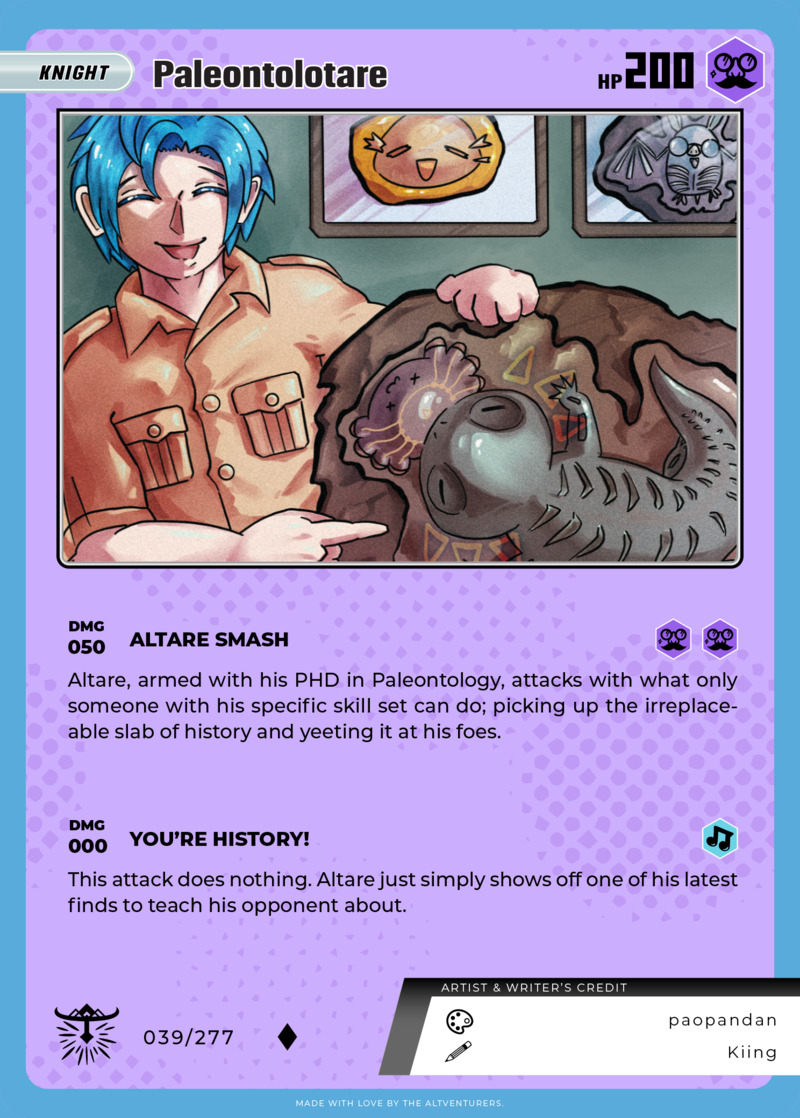 KNIGHT
Paleontolotare
HP 200
DMG
050
ALTARE SMASH
Altare, armed with his PHD in Paleontology, attacks with what only
someone with his specific skill set can do; picking up the irreplace-
able slab of history and yeeting it at his foes.
DMG
000
YOU'RE HISTORY!
This attack does nothing. Altare just simply shows off one of his latest
finds to teach his opponent about.
039/277
ARTIST & WRITER'S CREDIT
paopandan
Kiing
MADE WITH LOVE BY THE ALTVENTURERS.